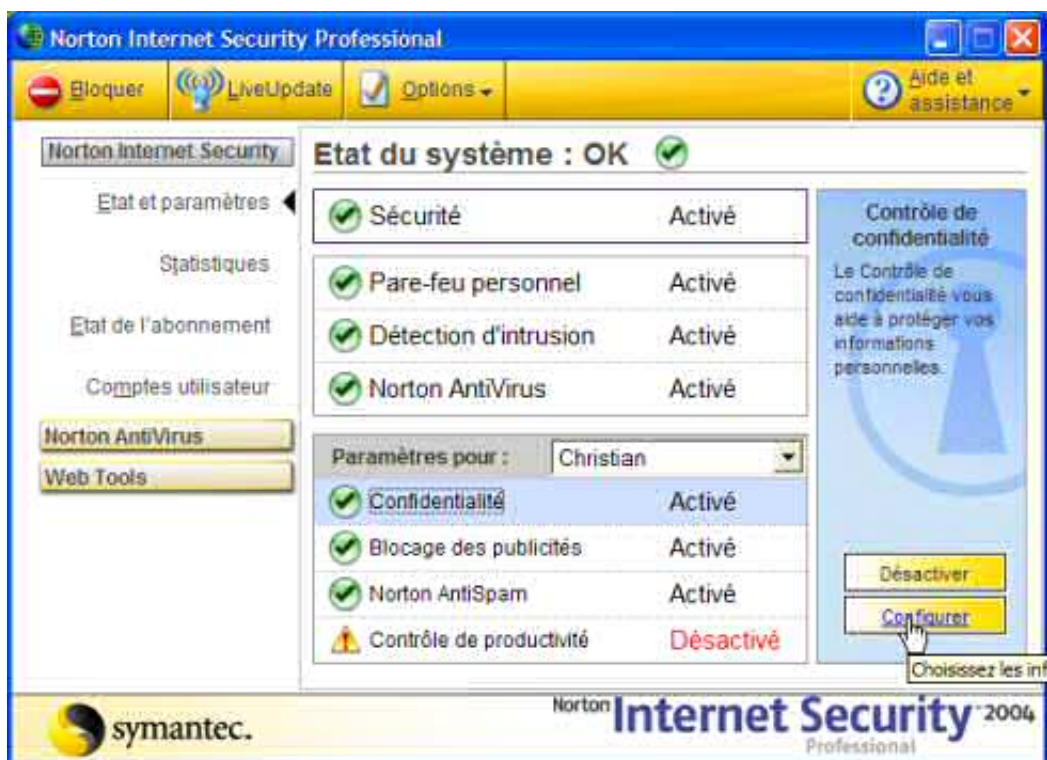 Norton Internet Security Professional
Bloquer
LiveUpdate
Options
Aide et
assistance
Norton Internet Security
Etat et paramètres
Statistiques
Etat de l'abonnement
Comptes utilisateur
Norton AntiVirus
Web Tools
Etat du système : OK
Sécurité Activé
Pare-feu personnel Activé
Détection d'intrusion Activé
Norton AntiVirus Activé
Paramètres pour : Christian
Confidentialité Activé
Blocage des publicités Activé
Norton AntiSpam Activé
Contrôle de productivité Désactivé
Contrôle de
confidentialité
Le Contrôle de
confidentialité vous
aide à protéger vos
informations
personnelles.
Désactiver
Configurer
Choisissez les inf
symantec.
Norton Internet Security 2004
Professional